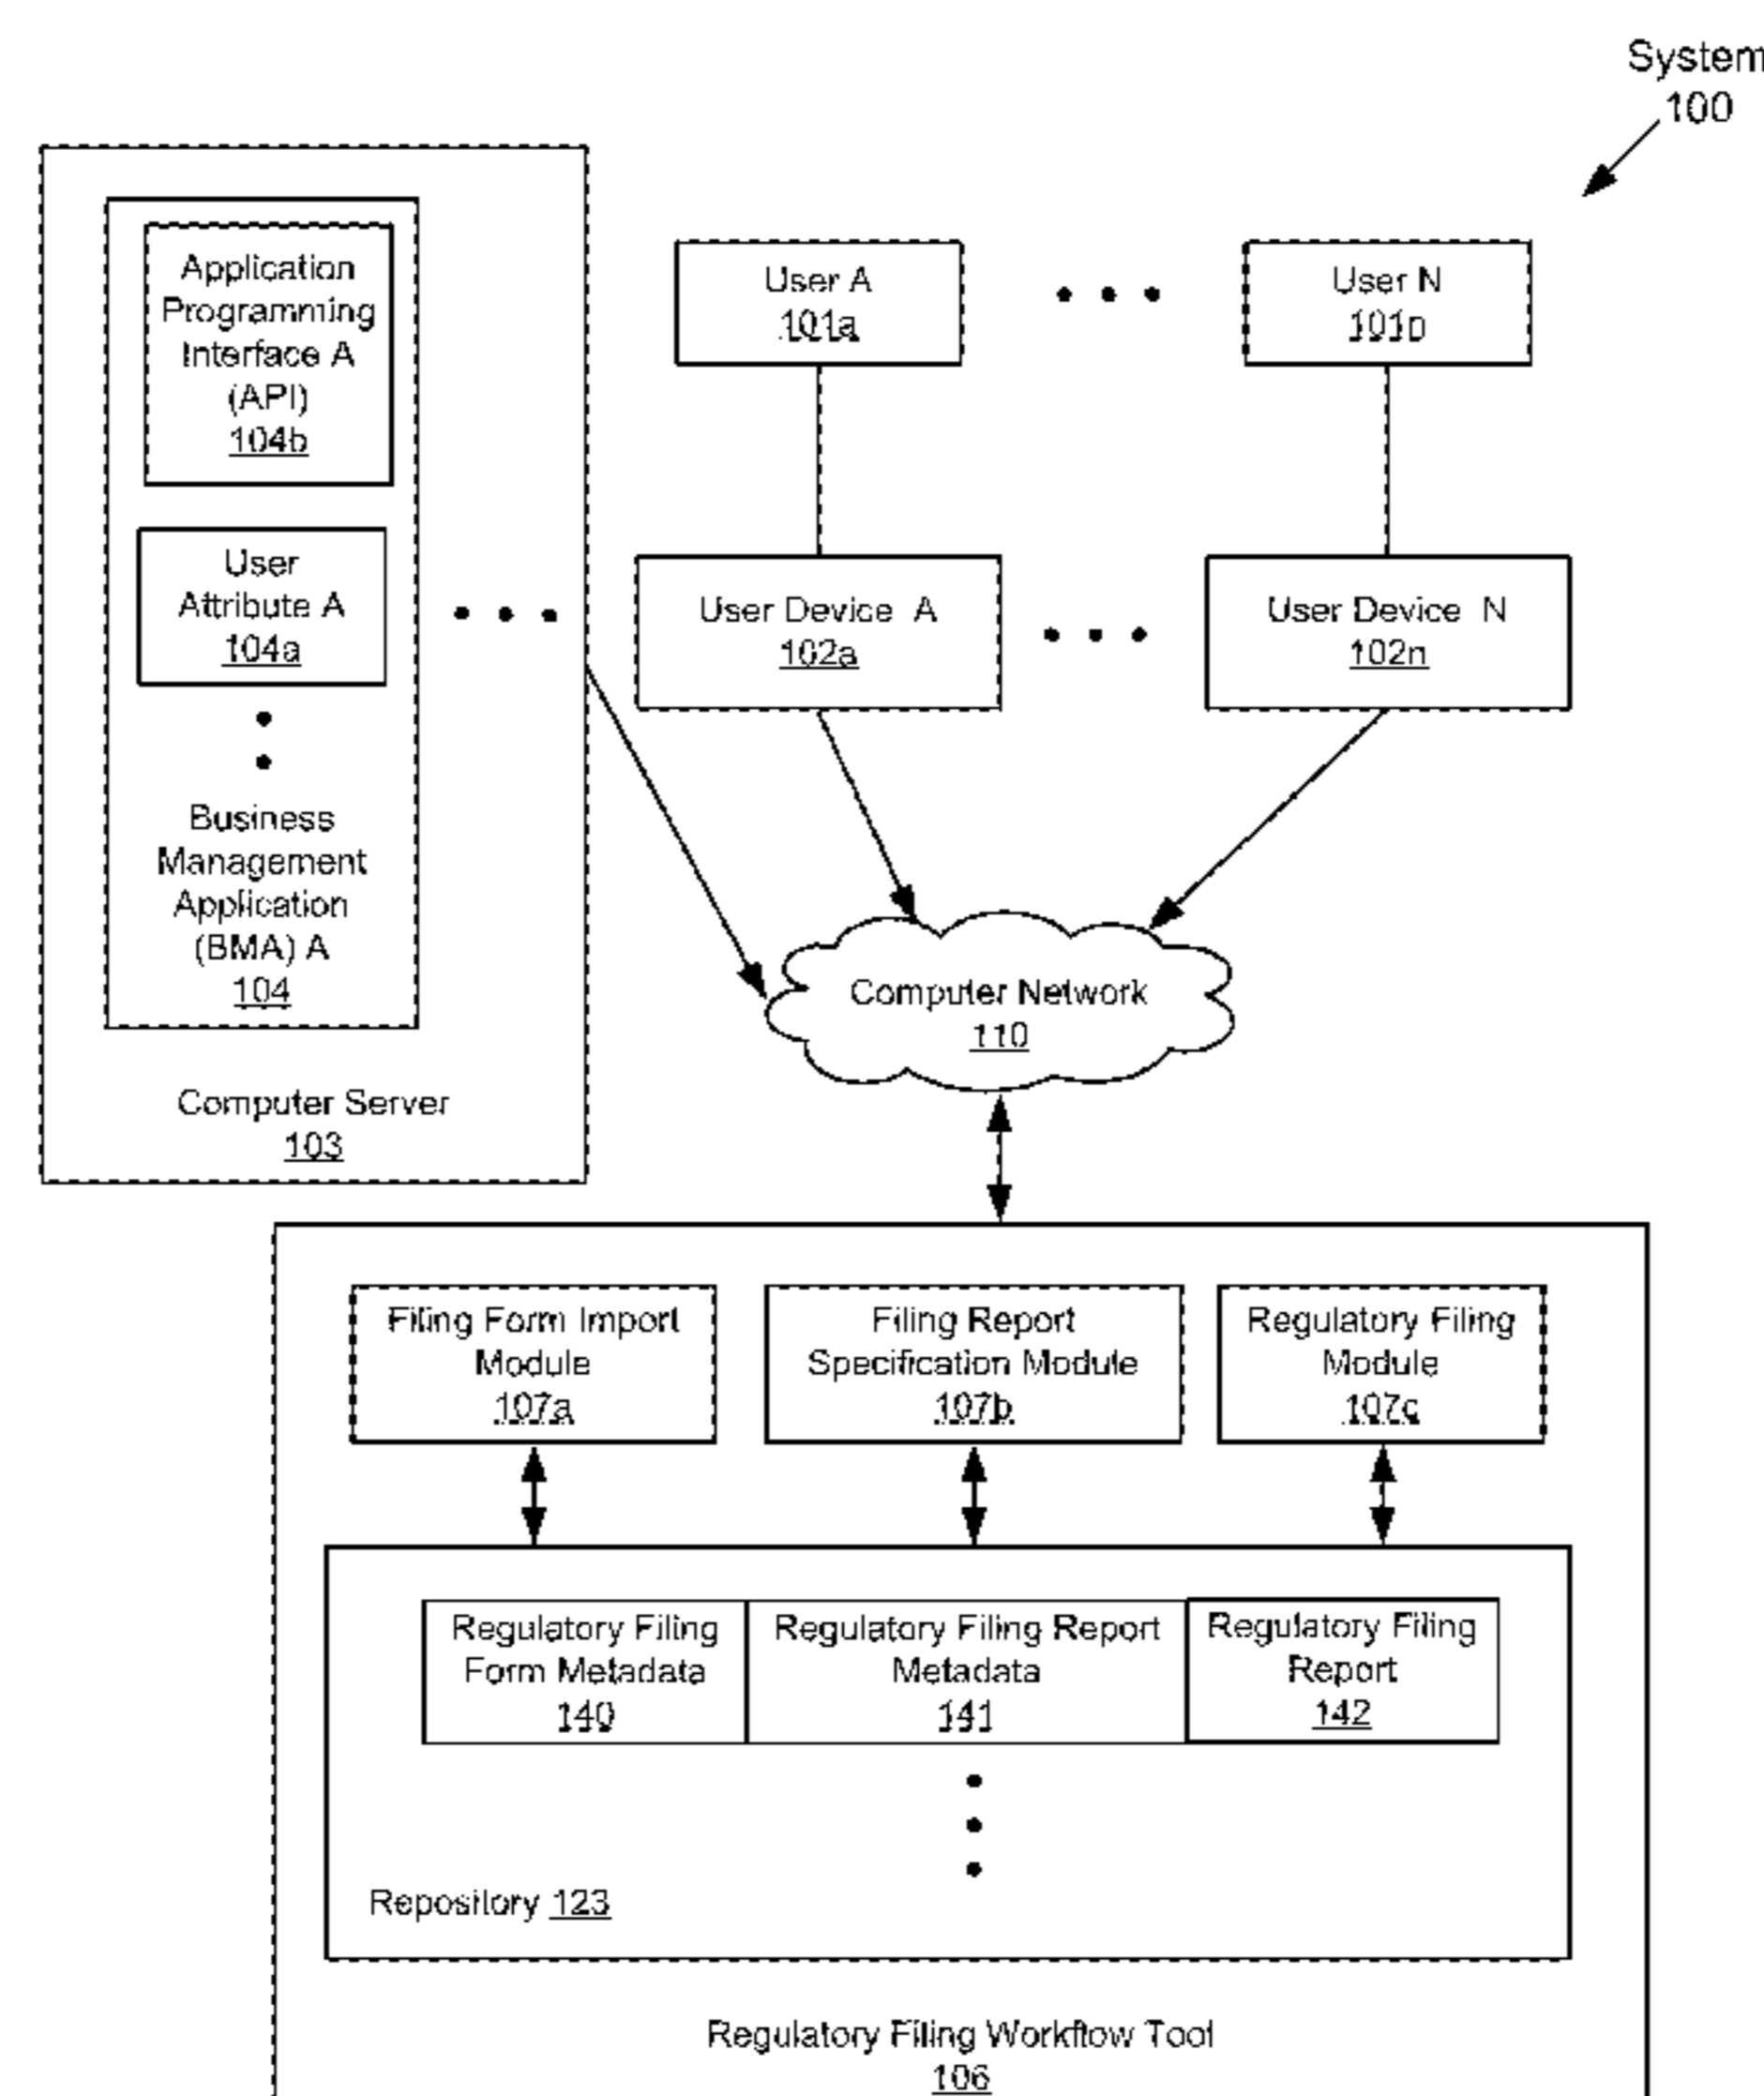 System
100
Application
Programming
Interface A
(API)
104b
User
Attribute A
104a
Business
Management
Application
(BMA) A
104
Computer Server
103
User A
101a
User N
101n
User Device A
102a
User Device N
102n
Computer Network
110
Filing Form Import
Module
107a
Filing Report
Specification Module
107b
Regulatory Filing
Module
107c
Regulatory Filing
Form Metadata
140
Regulatory Filing Report
Metadata
141
Regulatory Filing
Report
142
Repository 123
Regulatory Filing Workflow Tool
106